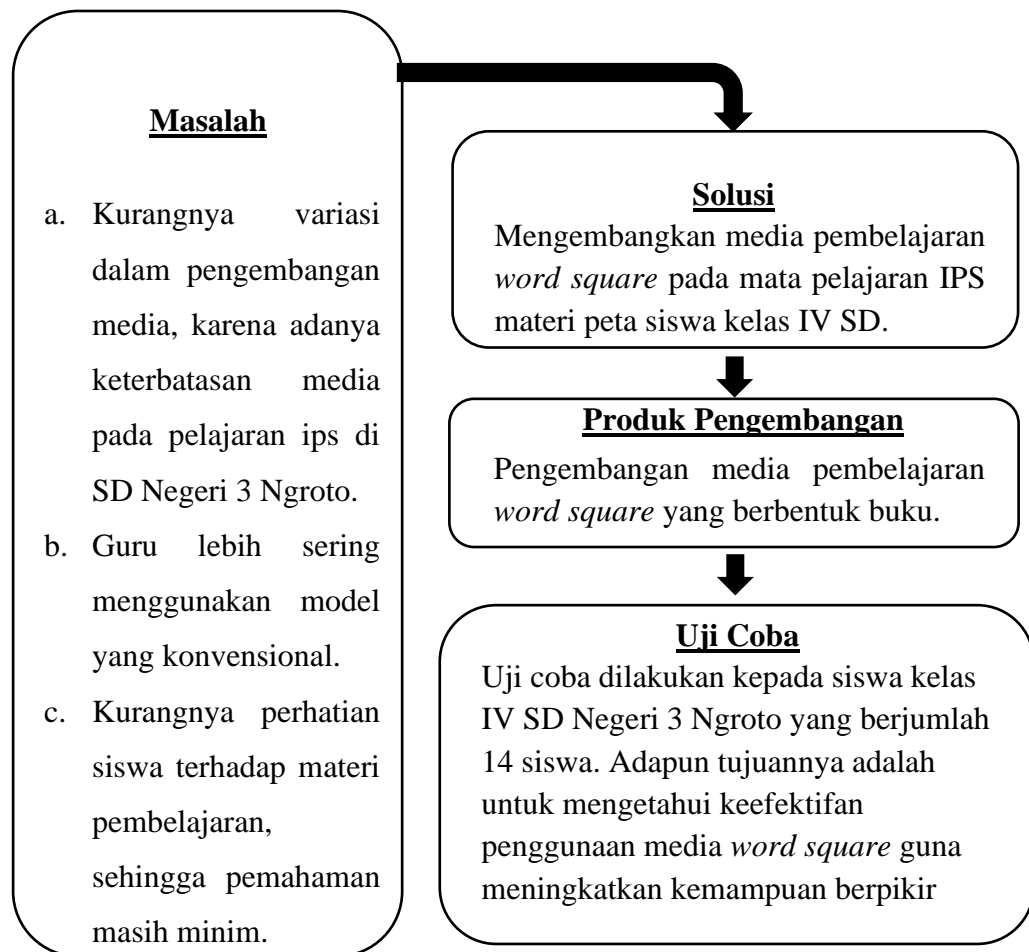 Masalah
a. Kurangnya variasi
dalam pengembangan
media, karena adanya
keterbatasan media
pada pelajaran ips di
SD Negeri 3 Ngroto.
b. Guru lebih sering
menggunakan model
yang konvensional.
c. Kurangnya perhatian
siswa terhadap materi
pembelajaran,
sehingga pemahaman
masih minim.
Solusi
Mengembangkan media pembelajaran
word square pada mata pelajaran IPS
materi peta siswa kelas IV SD.
Produk Pengembangan
Pengembangan media pembelajaran
word square yang berbentuk buku.
Uji Coba
Uji coba dilakukan kepada siswa kelas
IV SD Negeri 3 Ngroto yang berjumlah
14 siswa. Adapun tujuannya adalah
untuk mengetahui keefektifan
penggunaan media word square guna
meningkatkan kemampuan berpikir